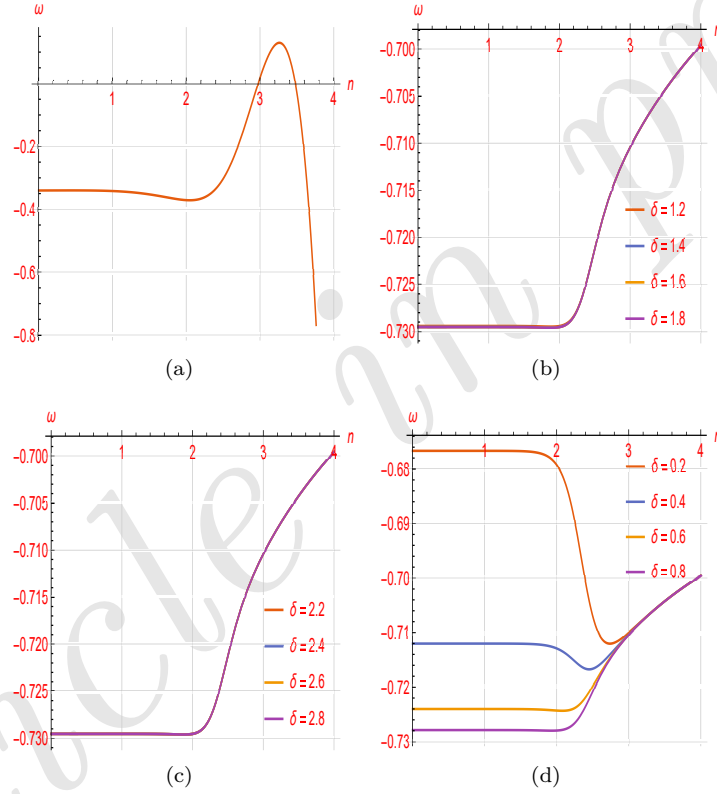 ω
n
1 2 3 4
-0.2
-0.4
-0.6
-0.8
(a)
ω
1 2 3 4
-0.700
-0.705
-0.710
-0.715
-0.720
-0.725
-0.730
δ = 1.2
δ = 1.4
δ = 1.6
δ = 1.8
(b)
ω
n
1 2 3 4
-0.700
-0.705
-0.710
-0.715
-0.720
-0.725
-0.730
δ = 2.2
δ = 2.4
δ = 2.6
δ = 2.8
(c)
ω
1 2 3 4
-0.68
-0.69
-0.70
-0.71
-0.72
-0.73
δ = 0.2
δ = 0.4
δ = 0.6
δ = 0.8
(d)